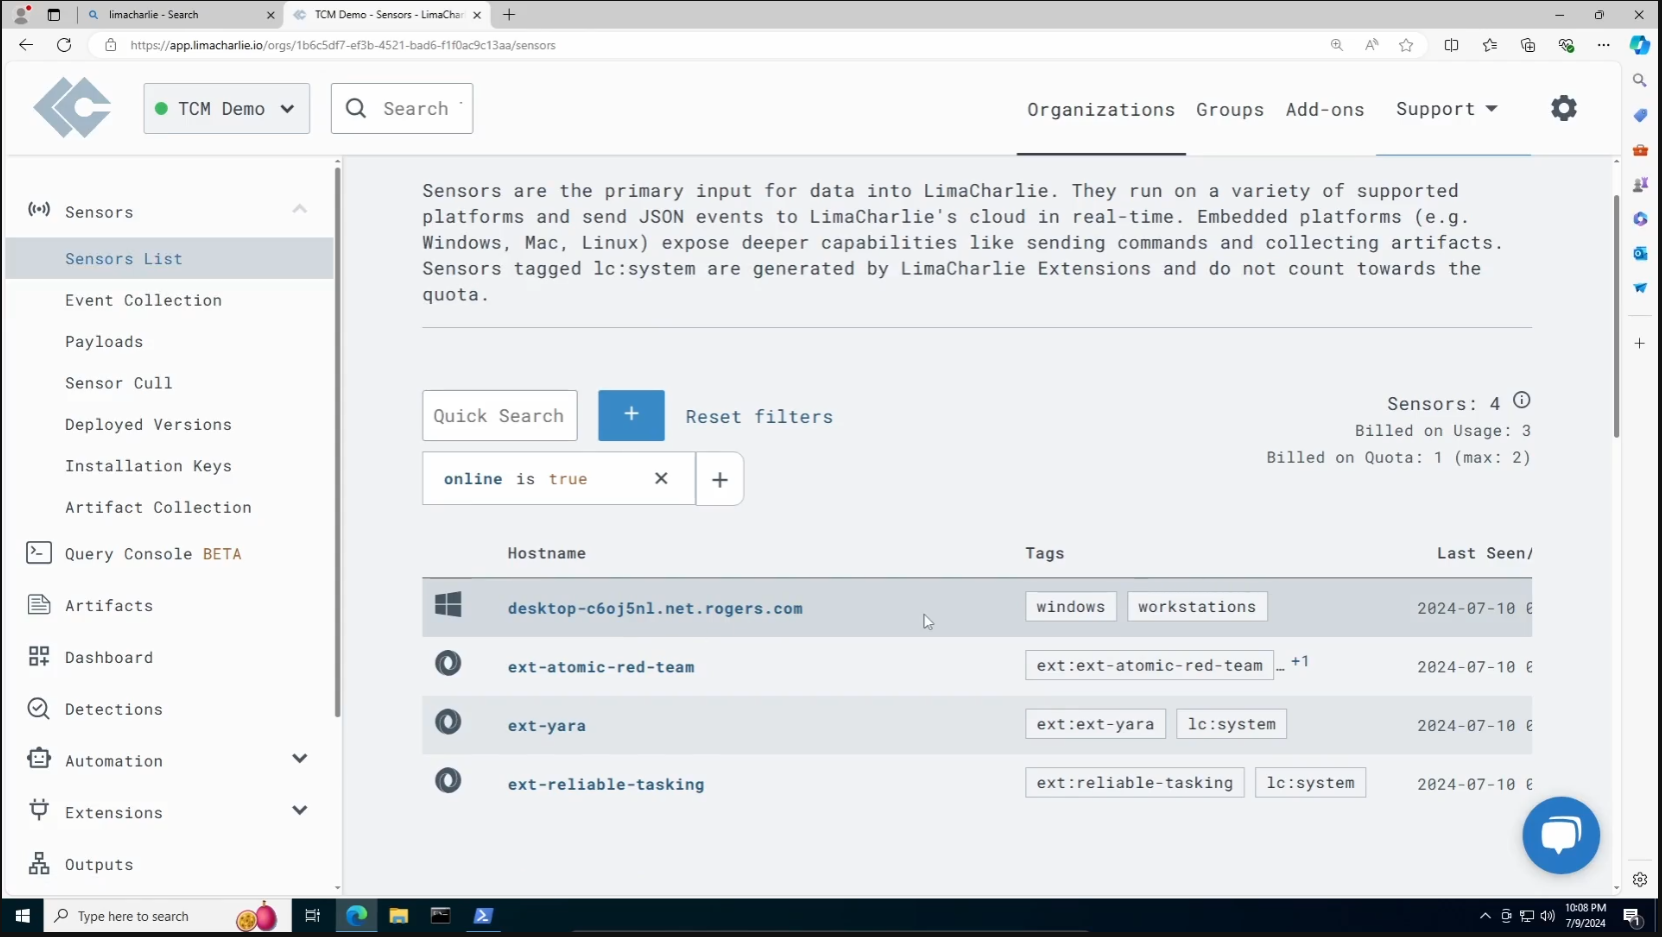 limacharlie - Search
TCM Demo - Sensors - LimaChar
https://app.limacharlie.io/orgs/1b6c5df7-ef3b-4521-bad6-f1f0ac9c13aa/sensors
TCM Demo
Search
Organizations
Groups
Add-ons
Support
Sensors
Sensors List
Event Collection
Payloads
Sensor Cull
Deployed Versions
Installation Keys
Artifact Collection
Query Console BETA
Artifacts
Dashboard
Detections
Automation
Extensions
Outputs
Sensors are the primary input for data into LimaCharlie. They run on a variety of supported
platforms and send JSON events to LimaCharlie's cloud in real-time. Embedded platforms (e.g.
Windows, Mac, Linux) expose deeper capabilities like sending commands and collecting artifacts.
Sensors tagged lc:system are generated by LimaCharlie Extensions and do not count towards the
quota.
Quick Search
+
Reset filters
Sensors: 4
Billed on Usage: 3
Billed on Quota: 1 (max: 2)
online is true
+
Hostname Tags Last Seen/
desktop-c6oj5nl.net.rogers.com windows workstations 2024-07-10 0
ext-atomic-red-team ext:ext-atomic-red-team … +1 2024-07-10 0
ext-yara ext:ext-yara lc:system 2024-07-10 0
ext-reliable-tasking ext:reliable-tasking lc:system 2024-07-10 0
Type here to search
10:08 PM
7/9/2024
1